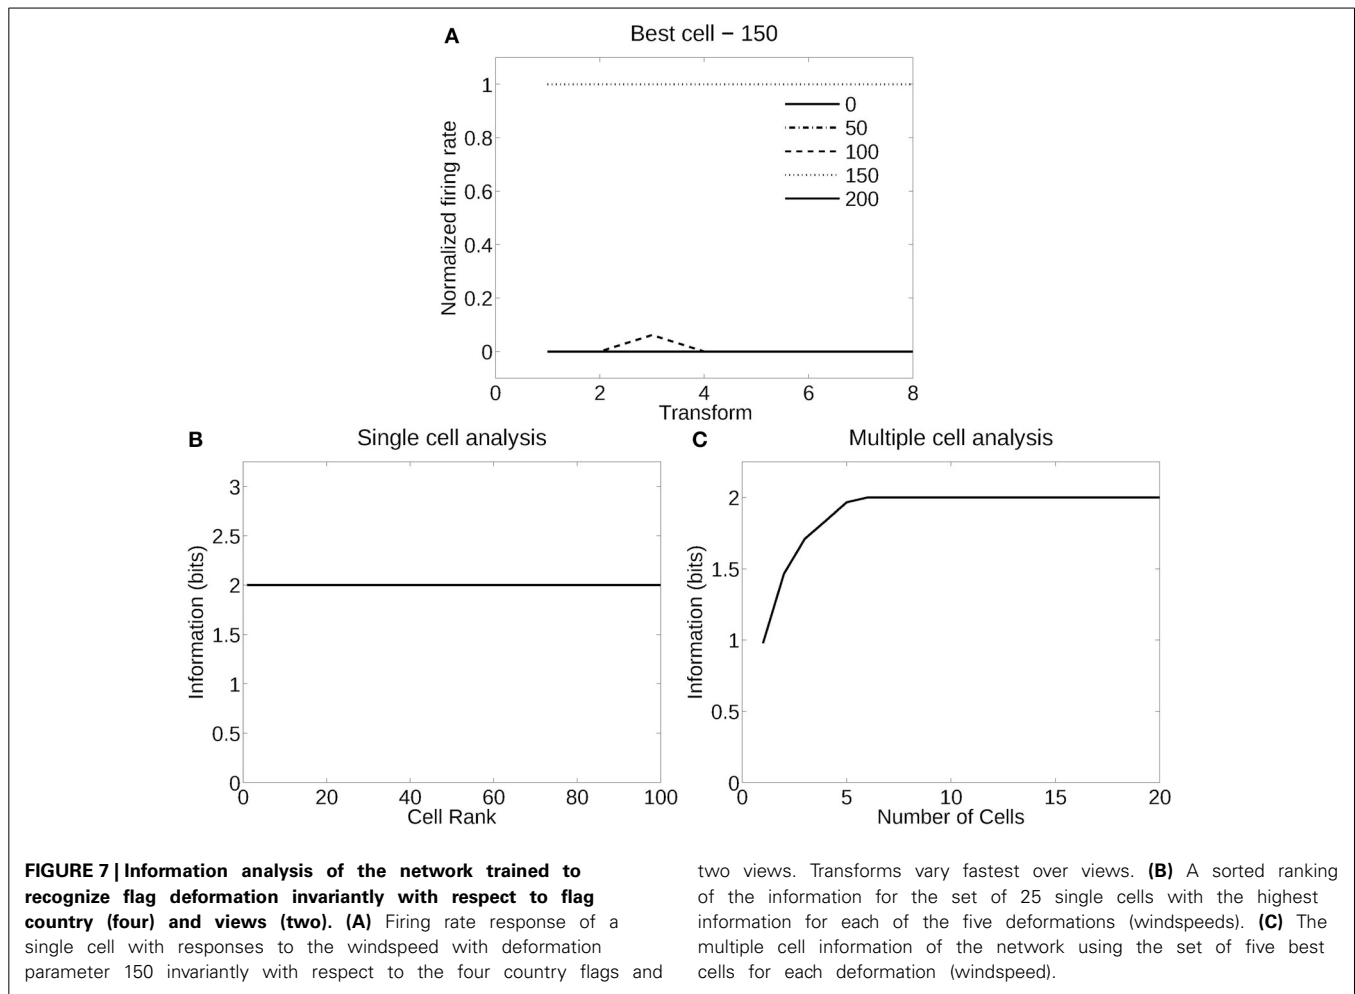 A
Best cell − 150
Normalized firing rate
1
0.8
0.6
0.4
0.2
0
0
50
100
150
200
0 2 4 6 8
Transform
B
Single cell analysis
Information (bits)
3
2.5
2
1.5
1
0.5
0
0 20 40 60 80 100
Cell Rank
C
Multiple cell analysis
Information (bits)
2
1.5
1
0.5
0
0 5 10 15 20
Number of Cells
FIGURE 7 | Information analysis of the network trained to
recognize flag deformation invariantly with respect to flag
country (four) and views (two). (A) Firing rate response of a
single cell with responses to the windspeed with deformation
parameter 150 invariantly with respect to the four country flags and
two views. Transforms vary fastest over views. (B) A sorted ranking
of the information for the set of 25 single cells with the highest
information for each of the five deformations (windspeeds). (C) The
multiple cell information of the network using the set of five best
cells for each deformation (windspeed).